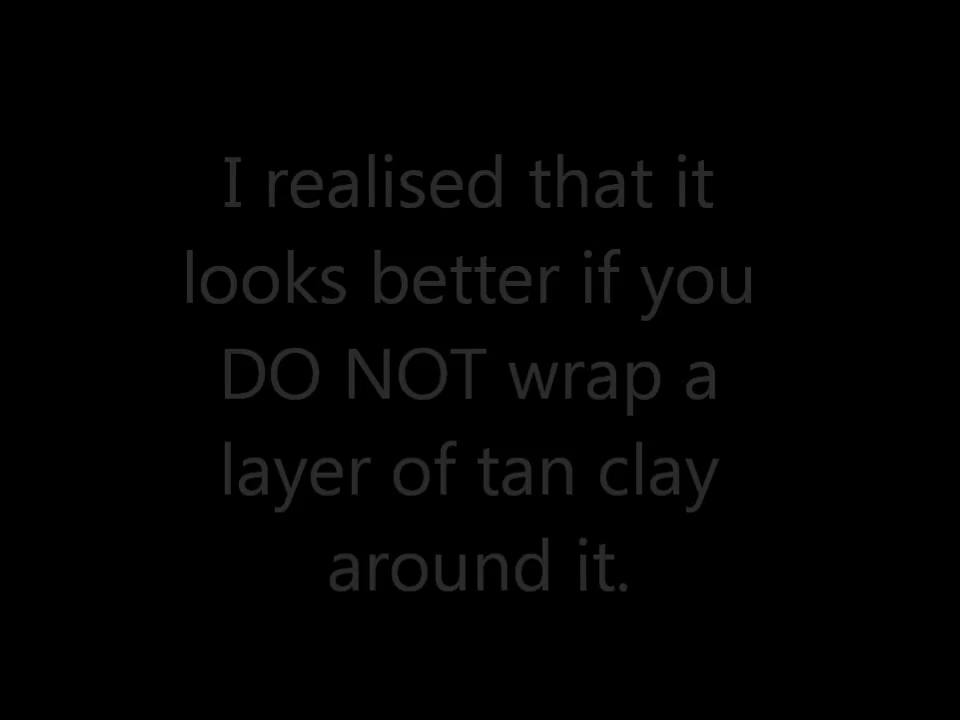 I realised that it
looks better if you
DO NOT wrap a
layer of tan clay
around it.